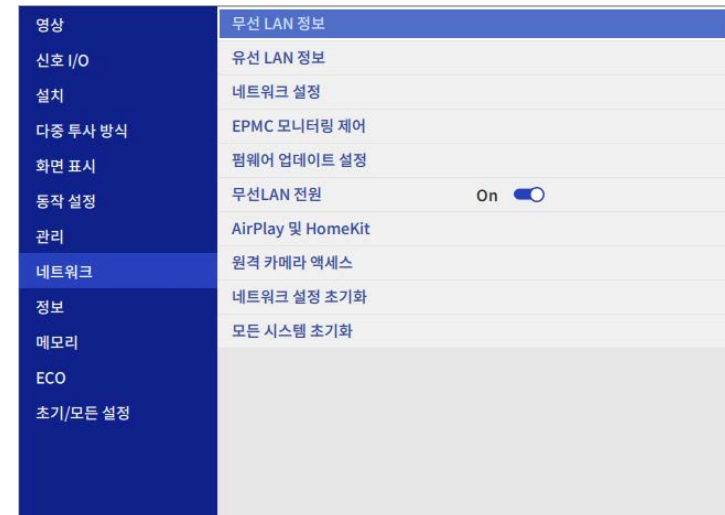 영상
신호 I/O
설치
다중 투사 방식
화면 표시
동작 설정
관리
네트워크
정보
메모리
ECO
초기/모든 설정
무선 LAN 정보
유선 LAN 정보
네트워크 설정
EPMC 모니터링 제어
펌웨어 업데이트 설정
무선LAN 전원 On
AirPlay 및 HomeKit
원격 카메라 액세스
네트워크 설정 초기화
모든 시스템 초기화